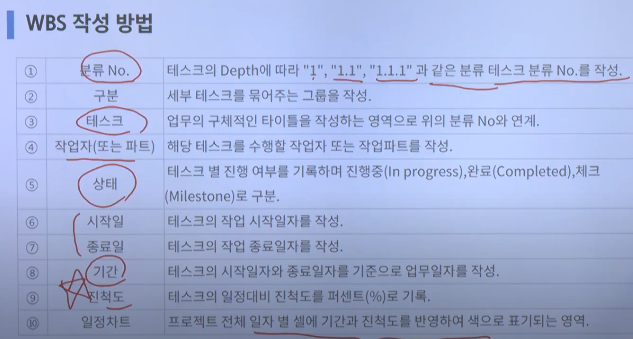 WBS 작성 방법
① 분류 No. 테스크의 Depth에 따라 "1", "1.1", "1.1.1" 과 같은 분류 테스크 분류 No.를 작성.
② 구분 세부 테스크를 묶어주는 그룹을 작성.
③ 테스크 업무의 구체적인 타이틀을 작성하는 영역으로 위의 분류 No와 연계.
④ 작업자(또는 파트) 해당 테스크를 수행할 작업자 또는 작업파트를 작성.
⑤ 상태 테스크 별 진행 여부를 기록하며 진행중(In progress),완료(Completed),체크
(Milestone)로 구분.
⑥ 시작일 테스크의 작업 시작일자를 작성.
⑦ 종료일 테스크의 작업 종료일자를 작성.
⑧ 기간 테스크의 시작일자와 종료일자를 기준으로 업무일자를 작성.
⑨ 진척도 테스크의 일정대비 진척도를 퍼센트(%)로 기록.
⑩ 일정차트 프로젝트 전체 일자 별 셀에 기간과 진척도를 반영하여 색으로 표기되는 영역.